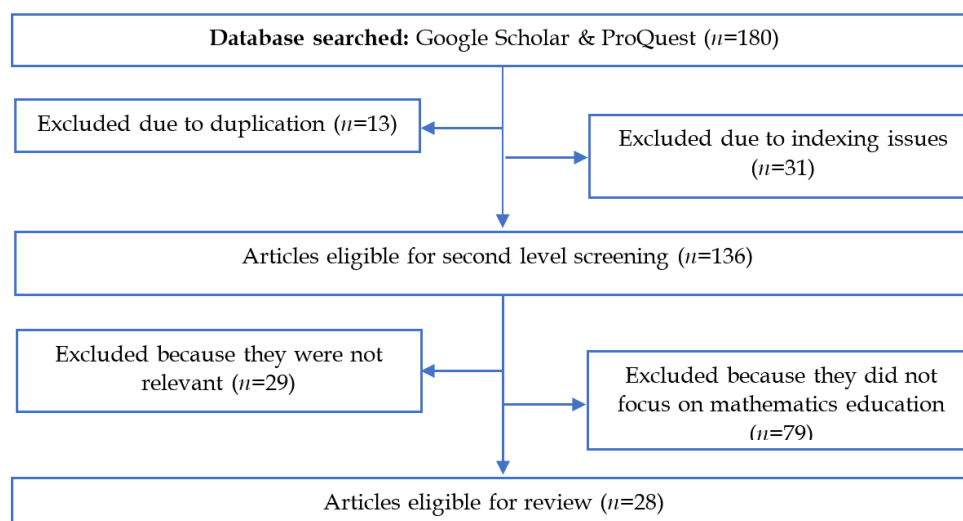 Database searched: Google Scholar & ProQuest (n=180)
Excluded due to duplication (n=13)
Excluded due to indexing issues
(n=31)
Articles eligible for second level screening (n=136)
Excluded because they were not
relevant (n=29)
Excluded because they did not
focus on mathematics education
(n=79)
Articles eligible for review (n=28)